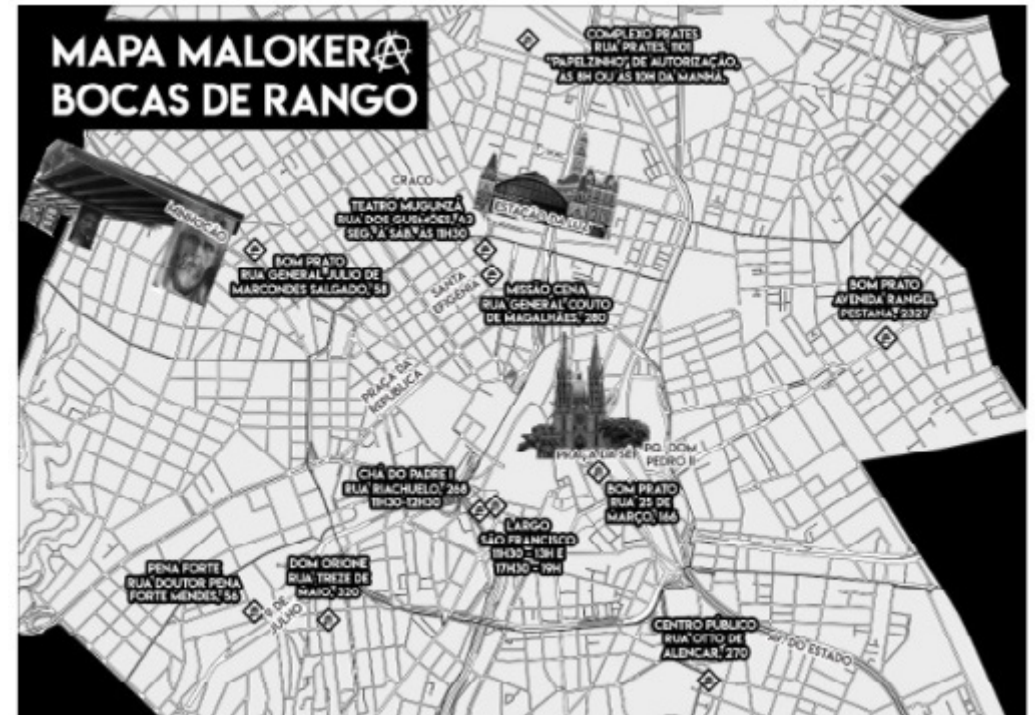 MAPA MALOKERA
BOCAS DE RANGO
COMPLEXO PRATES
RUA PRATES, 1101
"PAPELZINHO", DE AUTORIZAÇÃO,
ÀS 8H OU ÀS 10H DA MANHÃ.
CRACO
ESTAÇÃO DA LUZ
TEATRO MUGUNZÁ
RUA DOS GUSMÕES, 43
SEG. À SÁB. ÀS 11H30
MINHOCÃO
BOM PRATO
RUA GENERAL JULIO DE
MARCONDES SALGADO, 58
SANTA
EFIGÊNIA
MISSÃO CENA
RUA GENERAL COUTO
DE MAGALHÃES, 280
BOM PRATO
AVENIDA RANGEL
PESTANA, 2327
PRAÇA DA
REPÚBLICA
PRAÇA DA SÉ
PQ. DOM
PEDRO II
CHÁ DO PADRE I
RUA RIACHUELO, 268
11H30-12H30
BOM PRATO
RUA 25 DE
MARÇO, 166
LARGO
SÃO FRANCISCO
11H30 - 13H E
17H30 - 19H
PENA FORTE
RUA DOUTOR PENA
FORTE MENDES, 56
DOM ORIONE
RUA TREZE DE
MAIO, 320
9 DE
JULHO
CENTRO PÚBLICO
RUA OTTO DE
ALENCAR, 270
AV. DO ESTADO